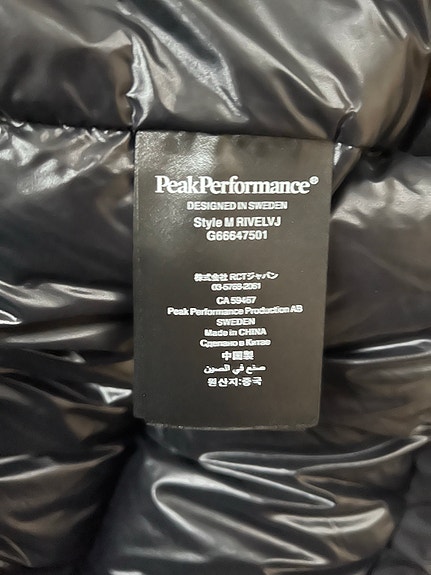 PeakPerformance®
DESIGNED IN SWEDEN
Style M RIVELVJ
G66647501
株式会社 RCTジャパン
03-5768-2061
CA 59467
Peak Performance Production AB
SWEDEN
Made in CHINA
Сделано в Китае
中国製
صنع في الصين
원산지:중국